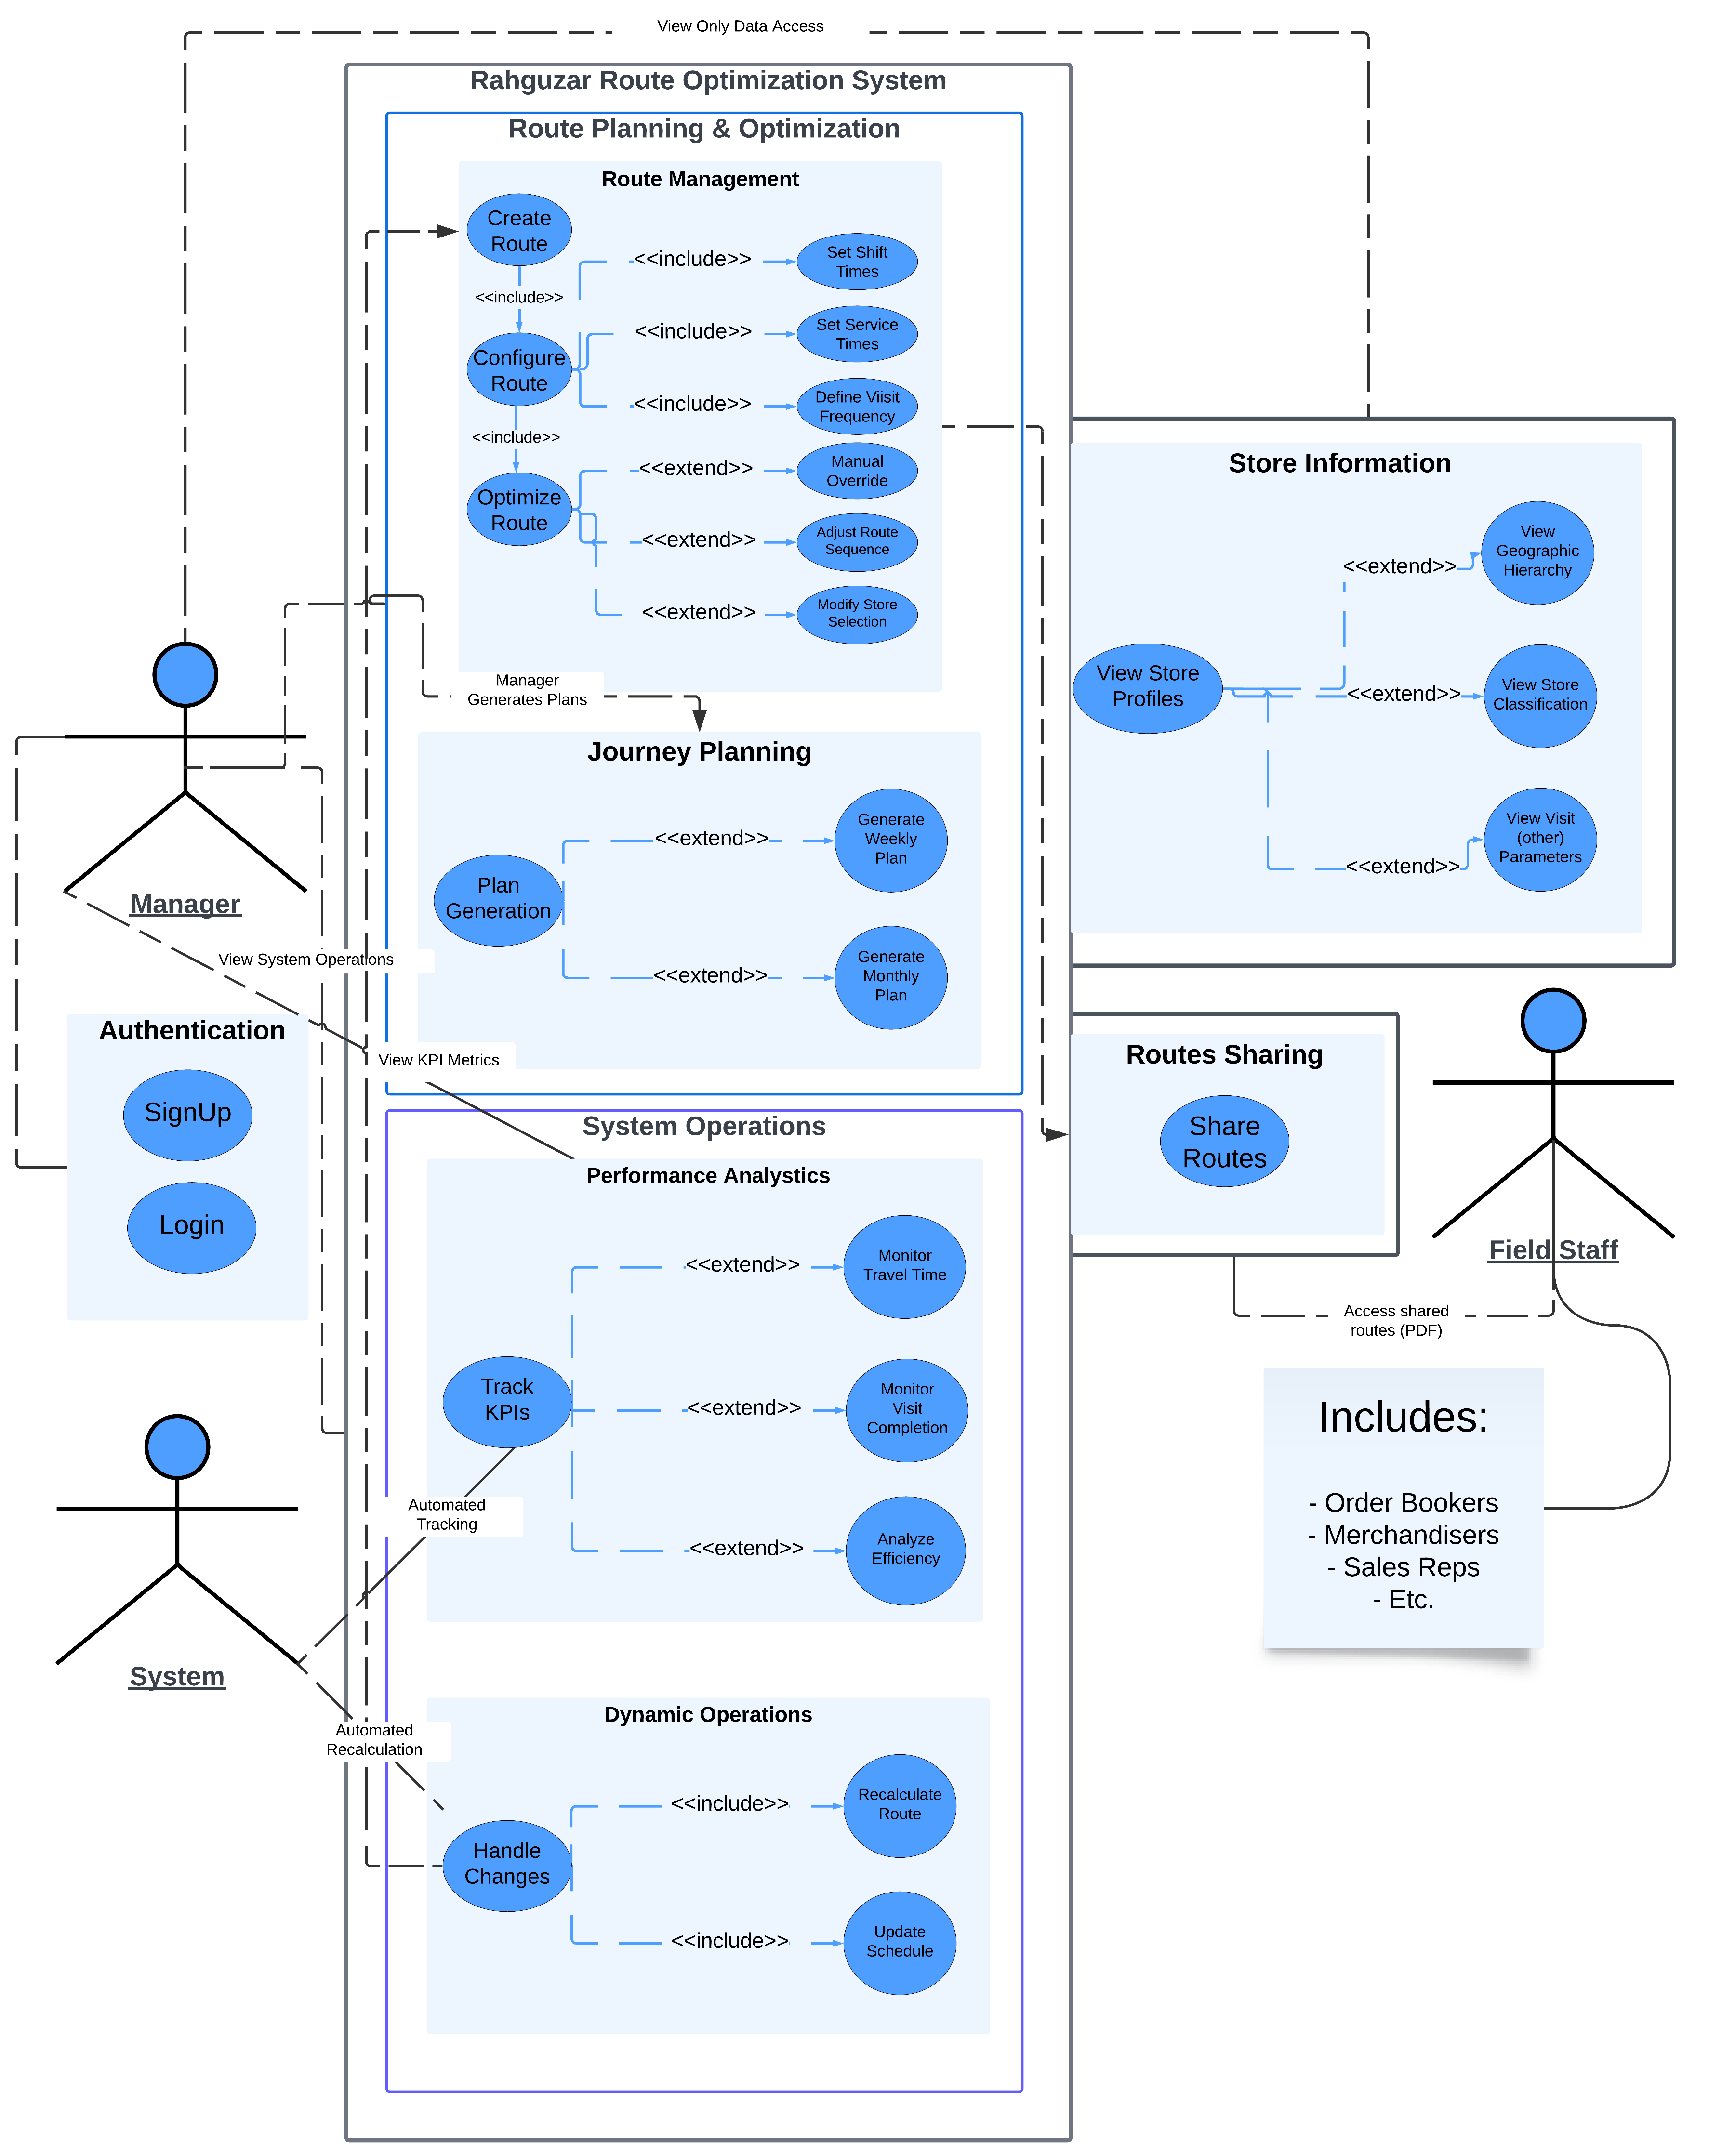 View Only Data Access
Rahguzar Route Optimization System
Route Planning & Optimization
Route Management
Create
Route
<<include>>
Configure
Route
<<include>>
Optimize
Route
<<include>>
Set Shift
Times
<<include>>
Set Service
Times
<<include>>
Define Viisit
Frequency
<<extend>>
Manual
Override
<<extend>>
Adjust Route
Sequence
<<extend>>
Modify Store
Selection
Manager
Generates Plans
Journey Planning
Plan
Generation
<<extend>>
Generate
Weekly
Plan
<<extend>>
Generate
Monthly
Plan
Store Information
View Store
Profiles
<<extend>>
View
Geographic
Hierarchy
<<extend>>
View Store
Classification
<<extend>>
View Visit
(other)
Parameters
Manager
View System Operations
View KPI Metrics
Authentication
SignUp
Login
System Operations
Performance Analystics
Track
KPIs
<<extend>>
Monitor
Travel Time
<<extend>>
Monitor
Visit
Completion
<<extend>>
Analyze
Efficiency
Automated
Tracking
System
Automated
Recalculation
Dynamic Operations
Handle
Changes
<<include>>
Recalculate
Route
<<include>>
Update
Schedule
Routes Sharing
Share
Routes
Field Staff
Access shared
routes (PDF)
Includes:
- Order Bookers
- Merchandisers
- Sales Reps
- Etc.